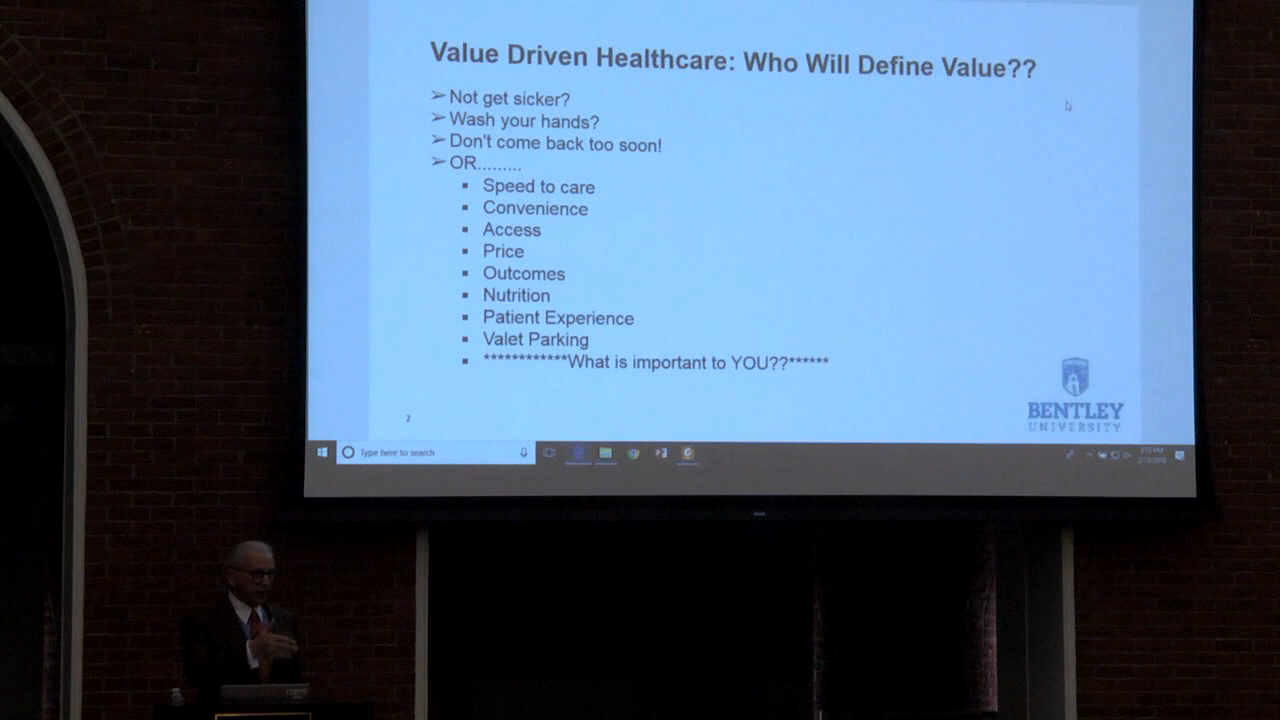 Value Driven Healthcare: Who Will Define Value??
➢ Not get sicker?
➢ Wash your hands?
➢ Don't come back too soon!
➢ OR.........
▪ Speed to care
▪ Convenience
▪ Access
▪ Price
▪ Outcomes
▪ Nutrition
▪ Patient Experience
▪ Valet Parking
▪ ************What is important to YOU??******
2
BENTLEY
UNIVERSITY
Type here to search